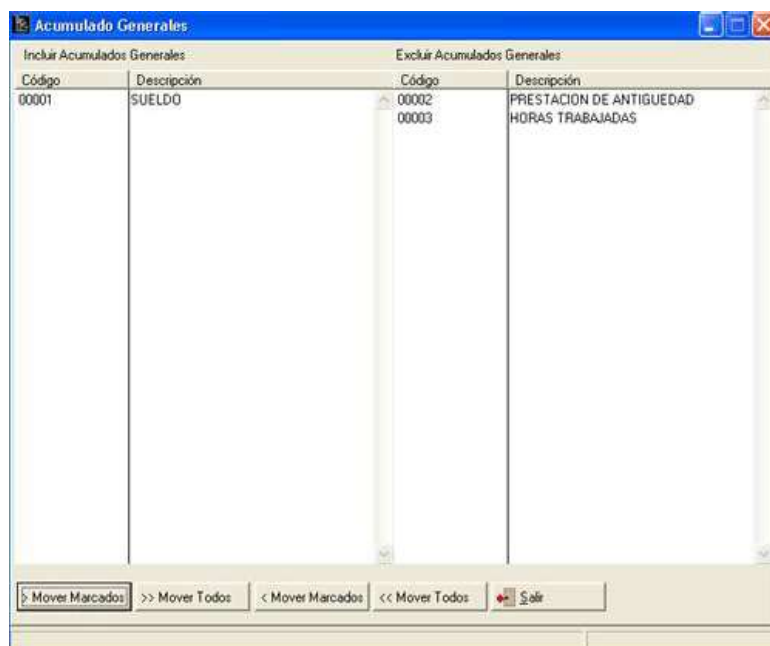 Acumulado Generales
Incluir Acumulados Generales Excluir Acumulados Generales
Código Descripción Código Descripción
00001 SUELDO 00002 PRESTACION DE ANTIGUEDAD
00003 HORAS TRABAJADAS
> Mover Marcados >> Mover Todos < Mover Marcados << Mover Todos Salir